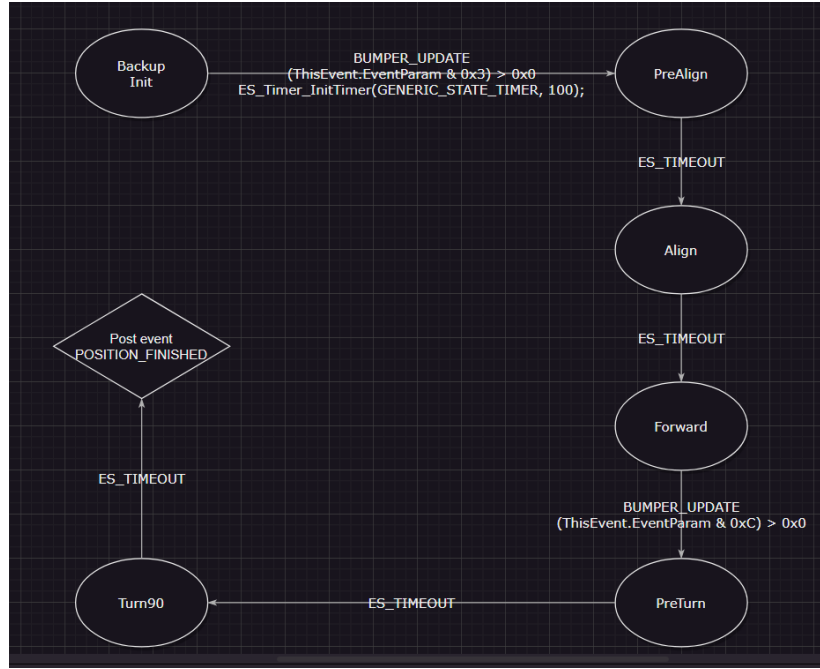 Backup
Init
BUMPER_UPDATE
(ThisEvent.EventParam & 0x3) > 0x0
ES_Timer_InitTimer(GENERIC_STATE_TIMER, 100);
PreAlign
ES_TIMEOUT
Align
ES_TIMEOUT
Forward
BUMPER_UPDATE
(ThisEvent.EventParam & 0xC) > 0x0
PreTurn
ES_TIMEOUT
Turn90
ES_TIMEOUT
Post event
POSITION_FINISHED